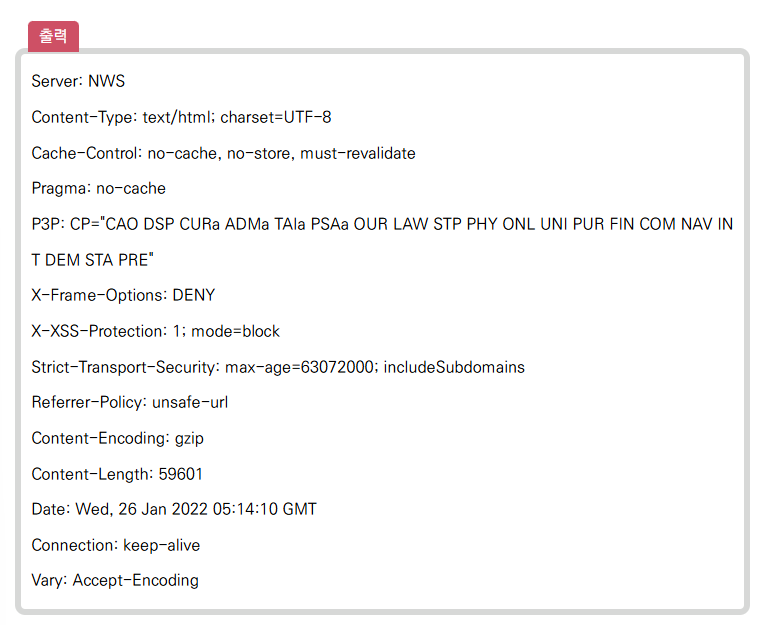 출력
Server: NWS
Content-Type: text/html; charset=UTF-8
Cache-Control: no-cache, no-store, must-revalidate
Pragma: no-cache
P3P: CP="CAO DSP CURa ADMa TAIa PSAa OUR LAW STP PHY ONL UNI PUR FIN COM NAV IN
T DEM STA PRE"
X-Frame-Options: DENY
X-XSS-Protection: 1; mode=block
Strict-Transport-Security: max-age=63072000; includeSubdomains
Referrer-Policy: unsafe-url
Content-Encoding: gzip
Content-Length: 59601
Date: Wed, 26 Jan 2022 05:14:10 GMT
Connection: keep-alive
Vary: Accept-Encoding